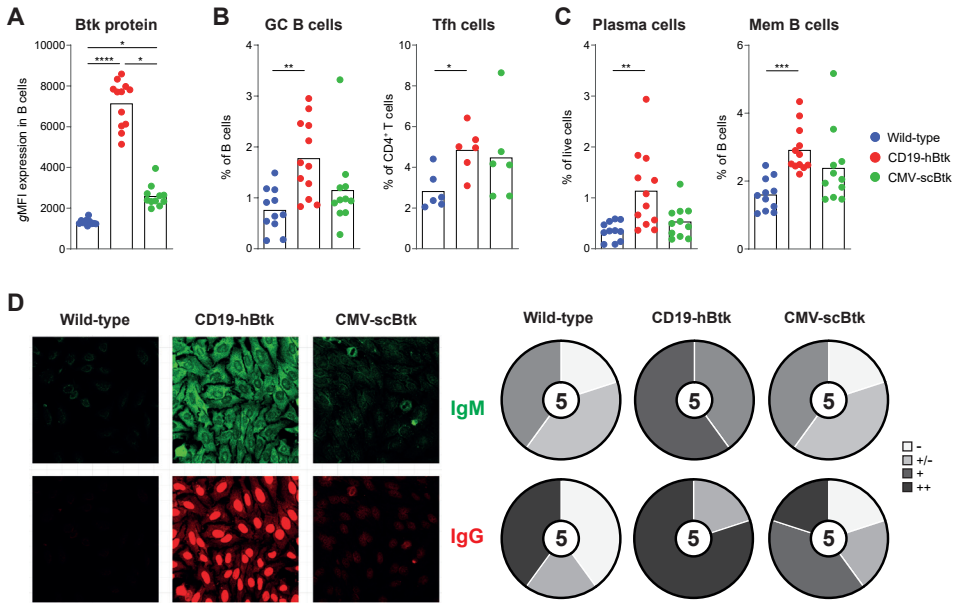 A
Btk protein
gMFI expression in B cells
10000
8000
6000
4000
2000
0
*
**** *
B
GC B cells
% of B cells
4
3
2
1
0
**
Tfh cells
% of CD4+ T cells
10
8
6
4
2
0
*
C
Plasma cells
% of live cells
4
3
2
1
0
**
Mem B cells
% of B cells
6
4
2
0
***
Wild-type
CD19-hBtk
CMV-scBtk
D
Wild-type CD19-hBtk CMV-scBtk
Wild-type CD19-hBtk CMV-scBtk
IgM
5 5 5
IgG
5 5 5
-
+/-
+
++